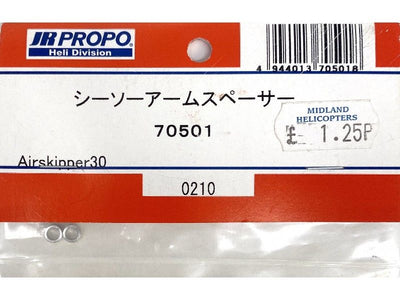 JR PROPO
Heli Division
4 944013 705018
シーソーアームスペーサー
70501
MIDLAND
HELICOPTERS
£ 1.25P
Airskipper30
0210